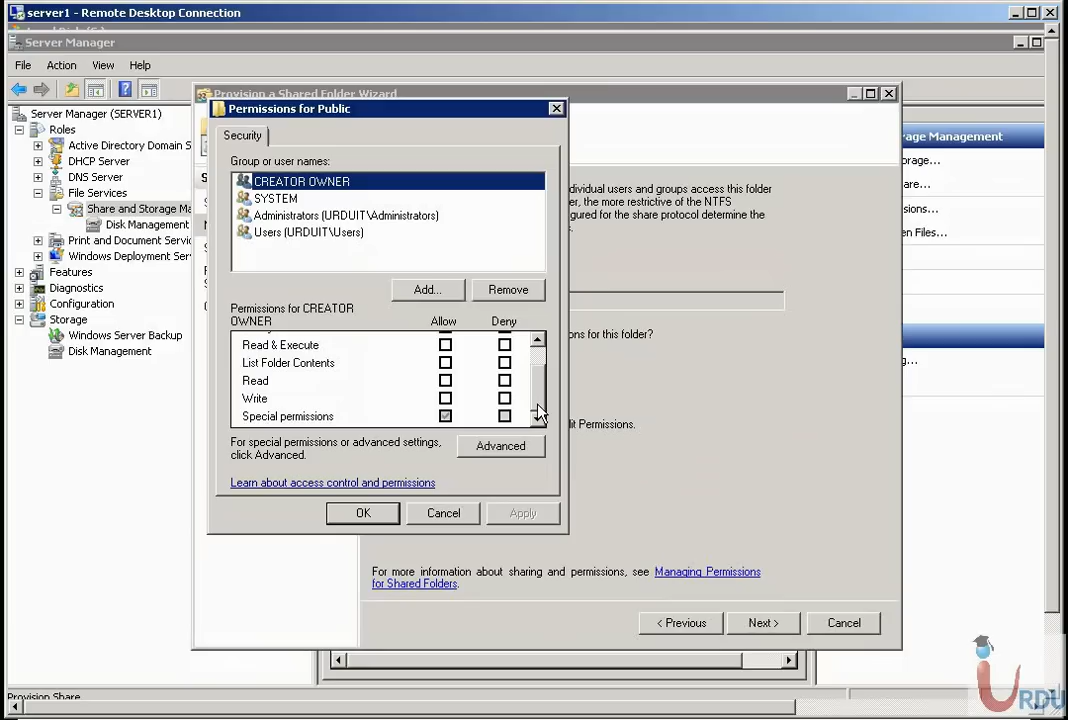 server1 - Remote Desktop Connection
Server Manager
File Action View Help
Server Manager (SERVER1)
Roles
Active Directory Domain S
DHCP Server
DNS Server
File Services
Share and Storage Ma
Disk Management
Print and Document Servic
Windows Deployment Serv
Features
Diagnostics
Configuration
Storage
Windows Server Backup
Disk Management
Provision a Shared Folder Wizard
Permissions for Public
Security
Group or user names:
CREATOR OWNER
SYSTEM
Administrators (URDUIT\Administrators)
Users (URDUIT\Users)
Add... Remove
Permissions for CREATOR
OWNER Allow Deny
Read & Execute
List Folder Contents
Read
Write
Special permissions
For special permissions or advanced settings,
click Advanced.
Advanced
Learn about access control and permissions
OK Cancel Apply
dividual users and groups access this folder
, the more restrictive of the NTFS
gured for the share protocol determine the
ons for this folder?
it Permissions.
For more information about sharing and permissions, see Managing Permissions
for Shared Folders.
< Previous Next > Cancel
age Management
orage...
are...
sions...
en Files...
Provision Share
URDU